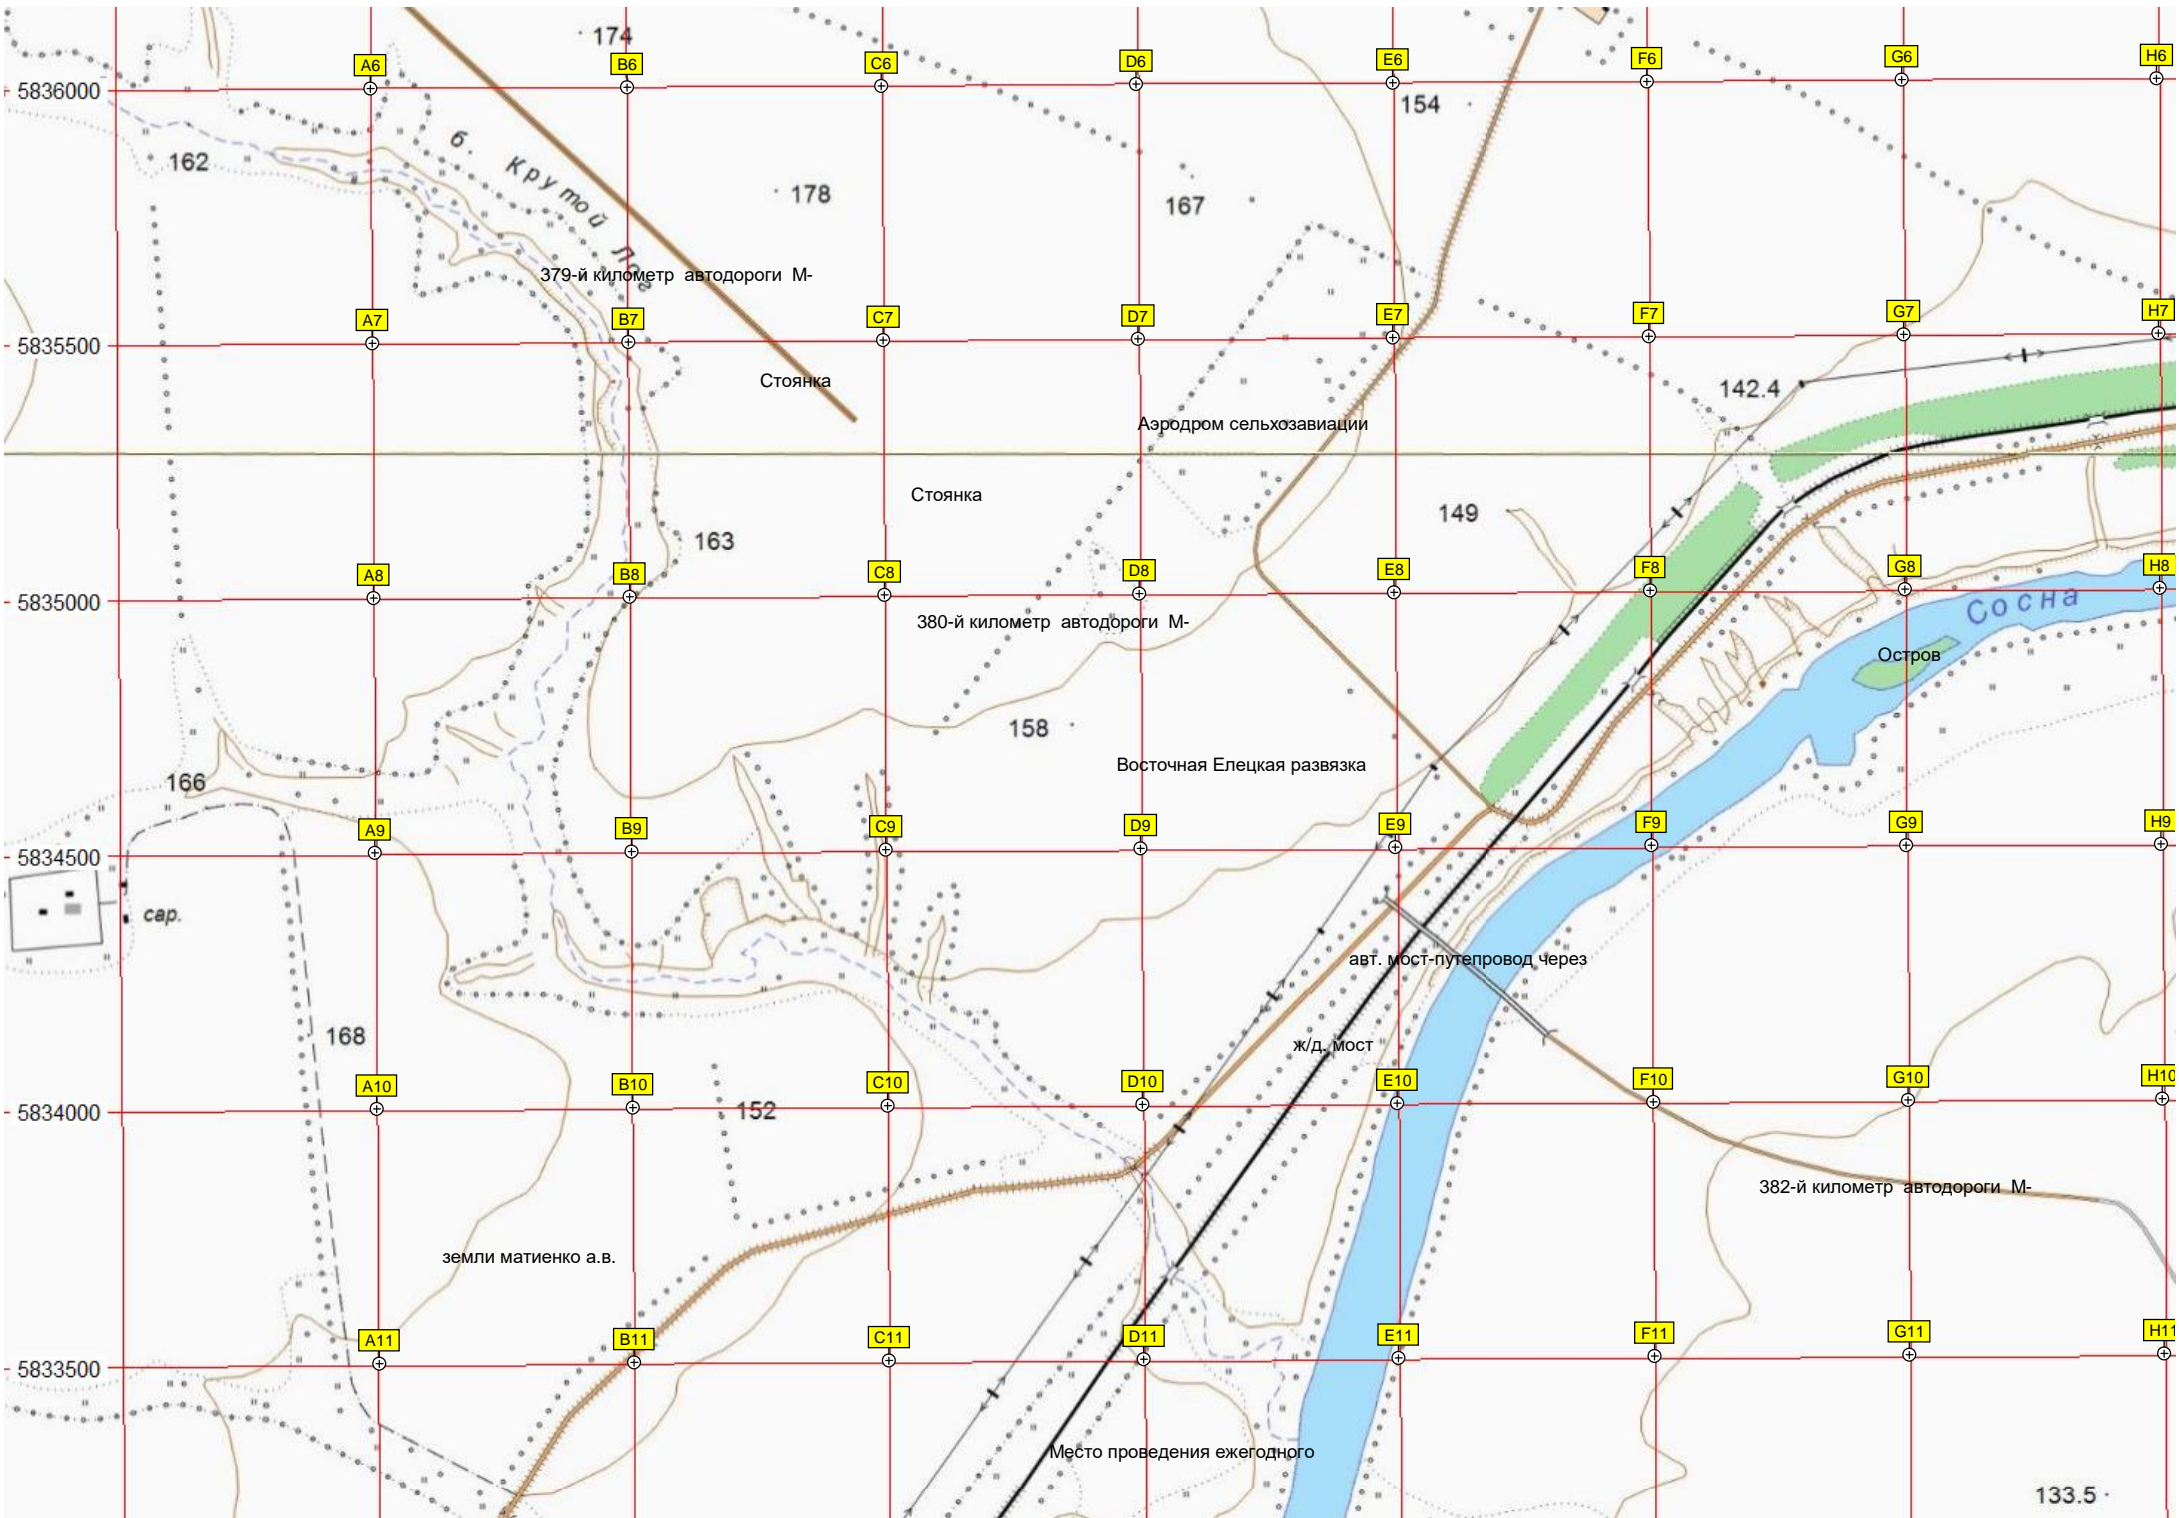 174
A6
B6
C6
D6
E6
F6
G6
H6
5836000
154
162
б. Крутой Лог
178
167
379-й километр автодороги М-
A7
B7
C7
D7
E7
F7
G7
H7
5835500
Стоянка
142.4
Аэродром сельхозавиации
Стоянка
149
163
A8
B8
C8
D8
E8
F8
G8
H8
5835000
Сосна
380-й километр автодороги М-
Остров
158
Восточная Елецкая развязка
166
A9
B9
C9
D9
E9
F9
G9
H9
5834500
сар.
авт. мост-путепровод через
168
ж/д. мост
A10
B10
C10
D10
E10
F10
G10
H10
5834000
152
382-й километр автодороги М-
земли матиенко а.в.
A11
B11
C11
D11
E11
F11
G11
H11
5833500
Место проведения ежегодного
133.5